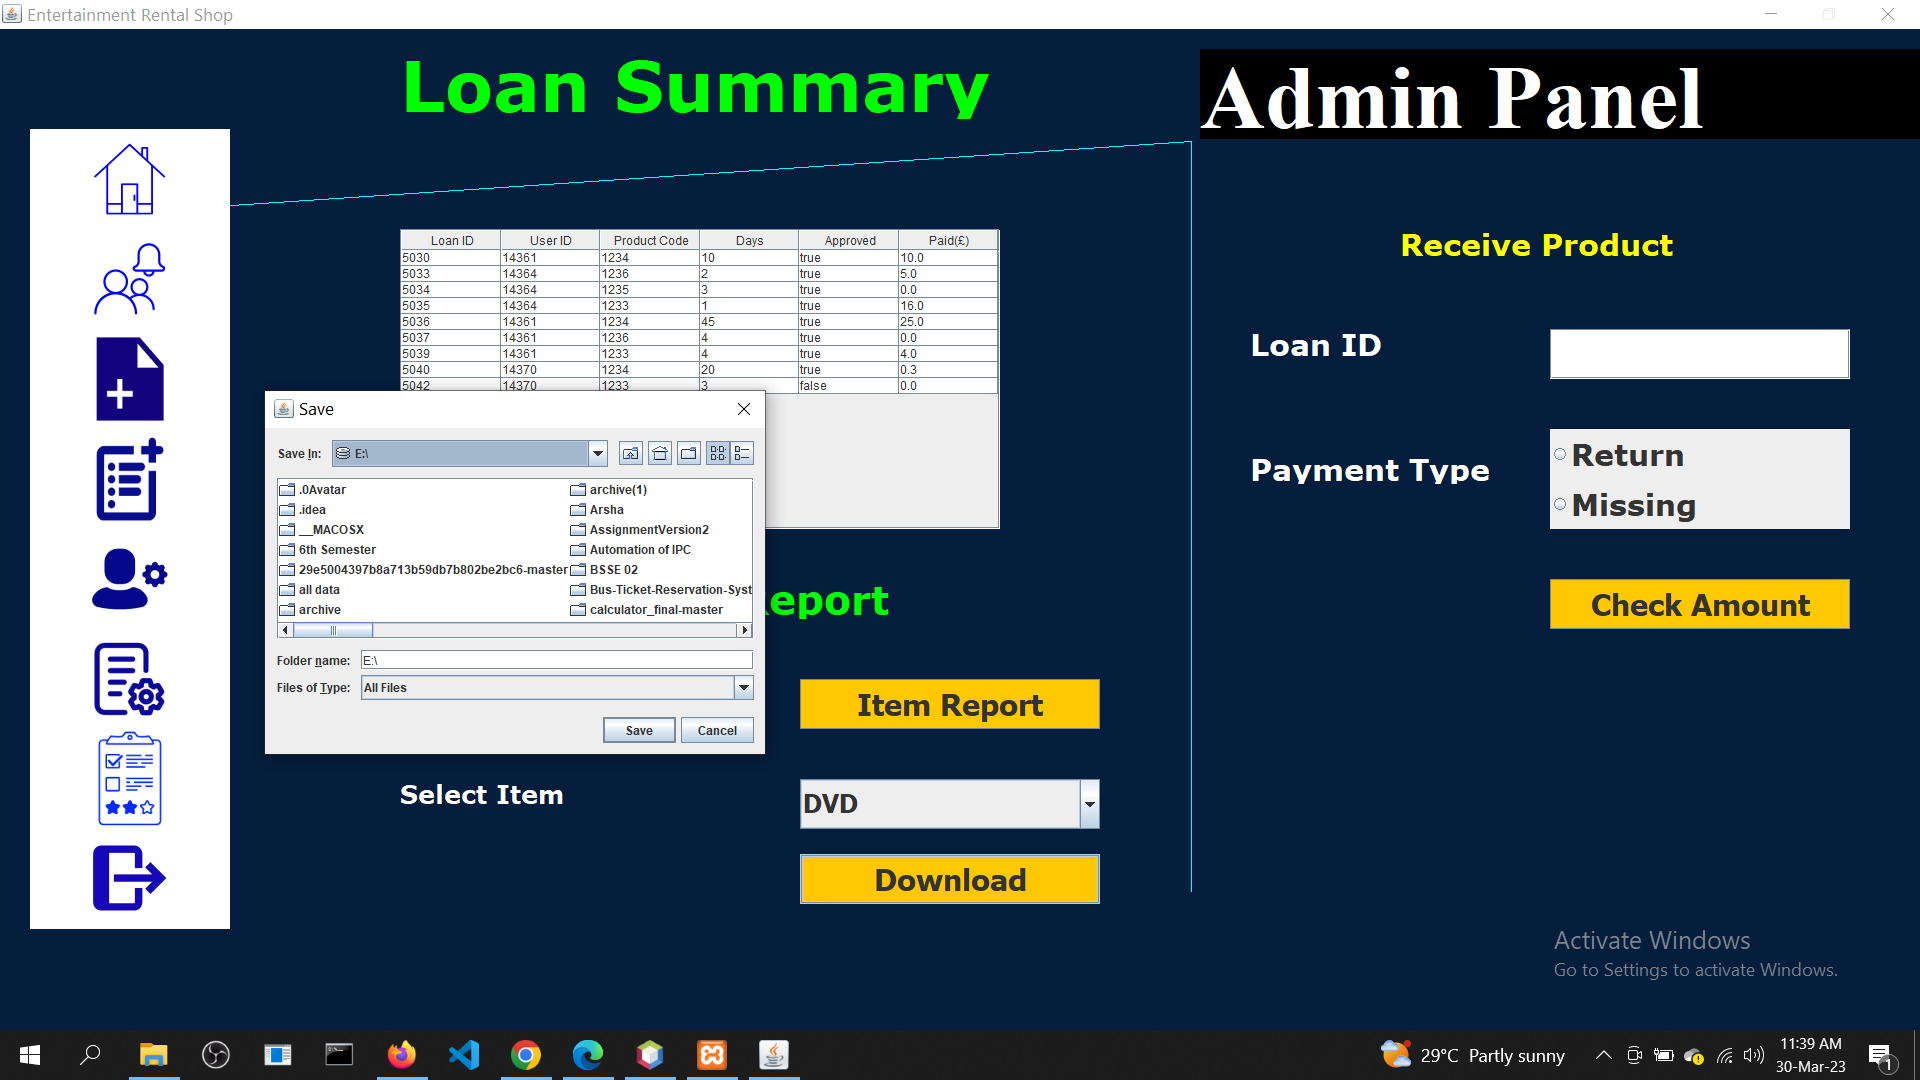 Entertainment Rental Shop
Loan Summary
Admin Panel
Loan ID User ID Product Code Days Approved Paid(£)
5030 14361 1234 10 true 10.0
5033 14364 1236 2 true 5.0
5034 14364 1235 3 true 0.0
5035 14364 1233 1 true 16.0
5036 14361 1234 45 true 25.0
5037 14361 1236 4 true 0.0
5039 14361 1233 4 true 4.0
5040 14370 1234 20 true 0.3
5042 14370 1233 3 false 0.0
Save
Save In: E:\
.0Avatar
.idea
__MACOSX
6th Semester
29e5004397b8a713b59db7b802be2bc6-master
all data
archive
archive(1)
Arsha
AssignmentVersion2
Automation of IPC
BSSE 02
Bus-Ticket-Reservation-Syst
calculator_final-master
Folder name: E:\
Files of Type: All Files
Save Cancel
eport
Item Report
Select Item DVD
Download
Receive Product
Loan ID
Payment Type
Return
Missing
Check Amount
Activate Windows
Go to Settings to activate Windows.
29°C Partly sunny
11:39 AM
30-Mar-23
1